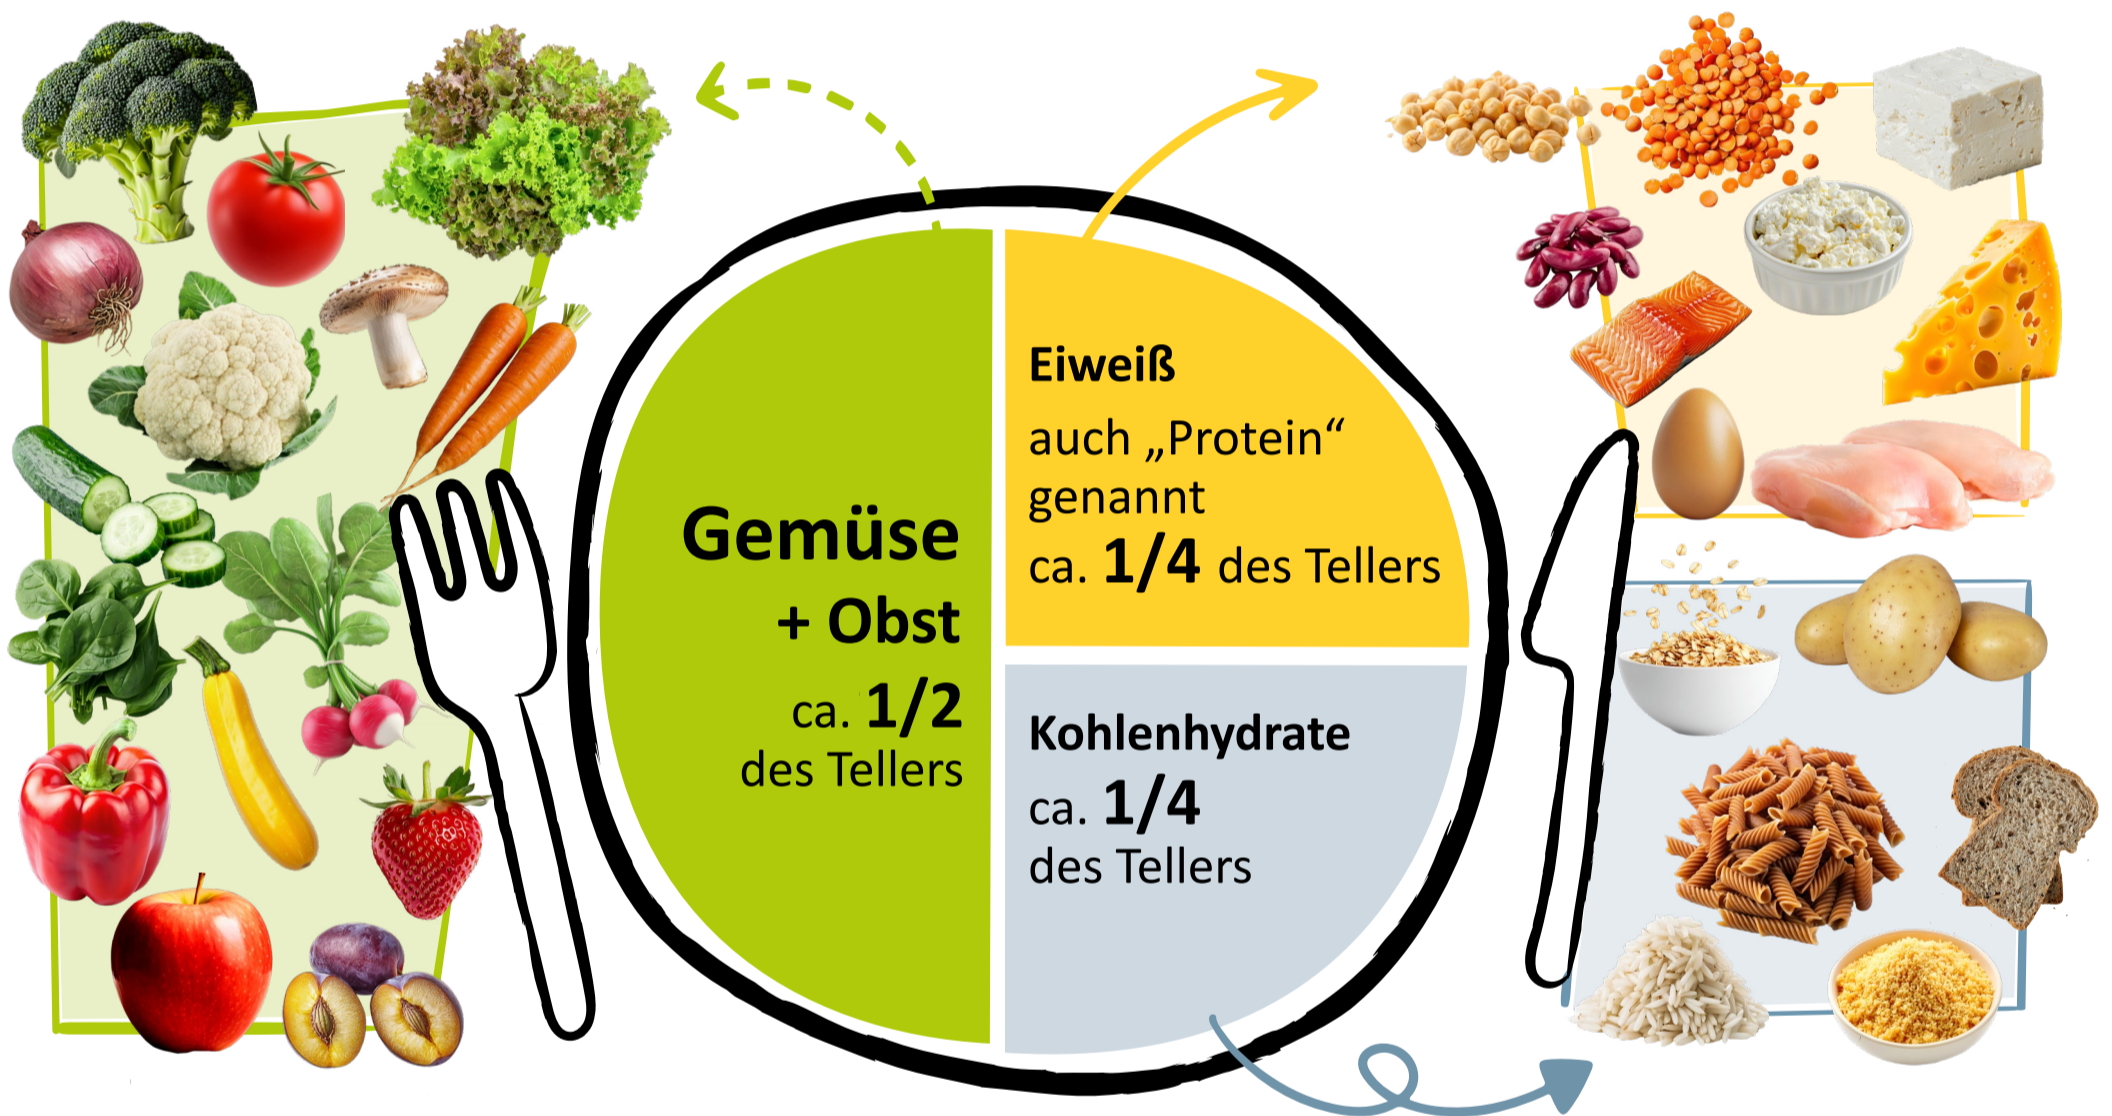 Gemüse
+ Obst
ca. 1/2
des Tellers
Eiweiß
auch „Protein“
genannt
ca. 1/4 des Tellers
Kohlenhydrate
ca. 1/4
des Tellers